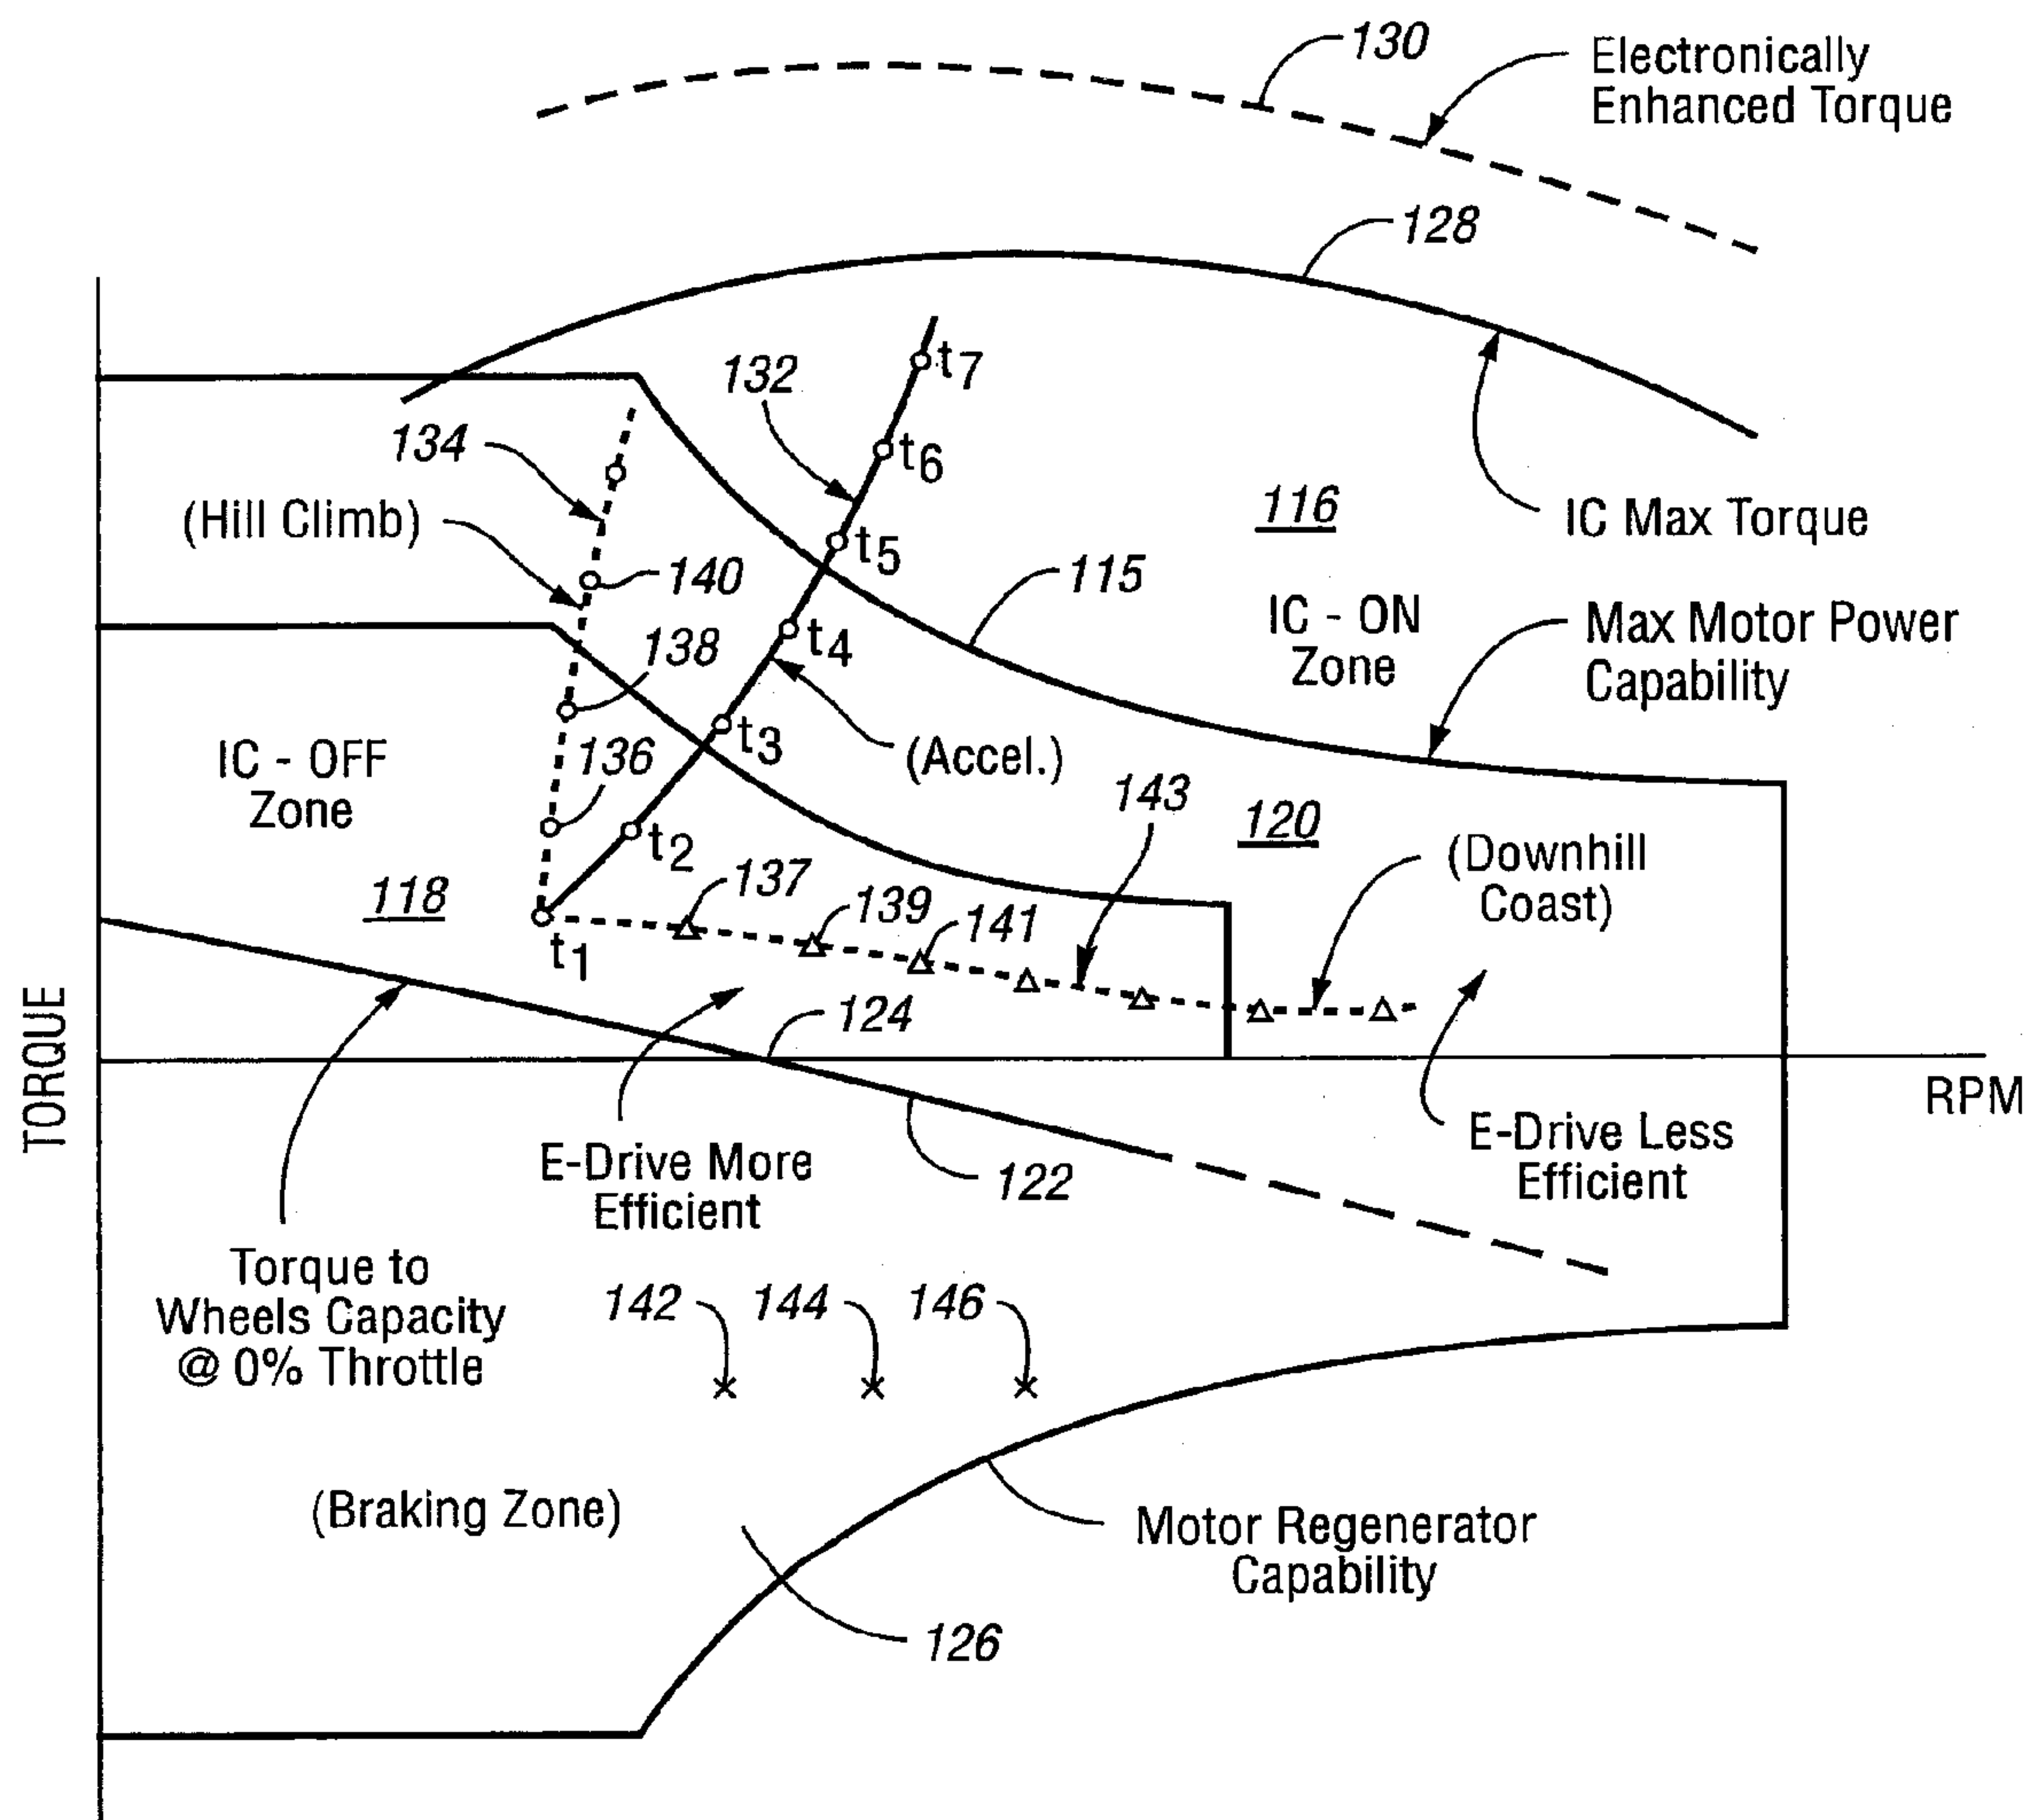 130
Electronically
Enhanced Torque
128
132
t7
134
t6
116
IC Max Torque
(Hill Climb)
t5
140
115
IC - ON
Zone
Max Motor Power
Capability
138
t4
IC - OFF
Zone
136
t3
(Accel.)
143
120
(Downhill
Coast)
t2
118
137
139
141
t1
124
TORQUE
RPM
E-Drive More
Efficient
122
E-Drive Less
Efficient
Torque to
Wheels Capacity
@ 0% Throttle
142
144
146
(Braking Zone)
Motor Regenerator
Capability
126